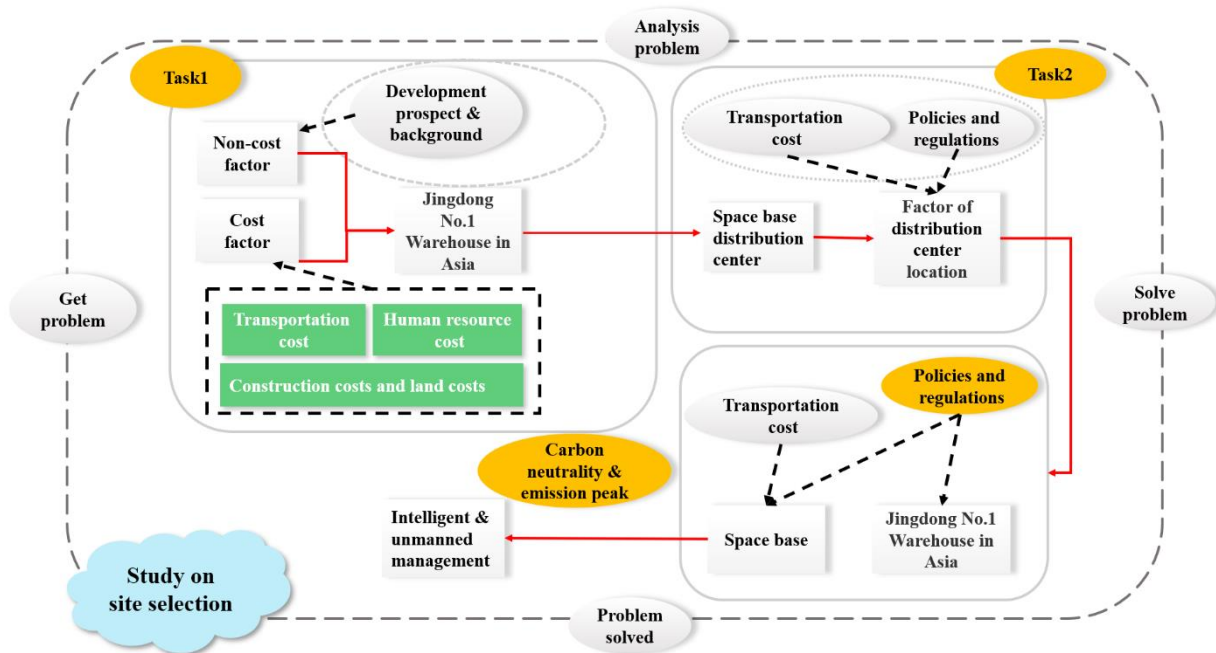 Analysis
problem
Task1
Task2
Development
prospect &
background
Non-cost
factor
Cost
factor
Jingdong
No.1
Warehouse in
Asia
Transportation
cost
Human resource
cost
Construction costs and land costs
Transportation
cost
Policies and
regulations
Space base
distribution
center
Factor of
distribution
center
location
Get
problem
Solve
problem
Transportation
cost
Policies and
regulations
Carbon
neutrality &
emission peak
Intelligent &
unmanned
management
Space base
Jingdong No.1
Warehouse in
Asia
Study on
site selection
Problem
solved